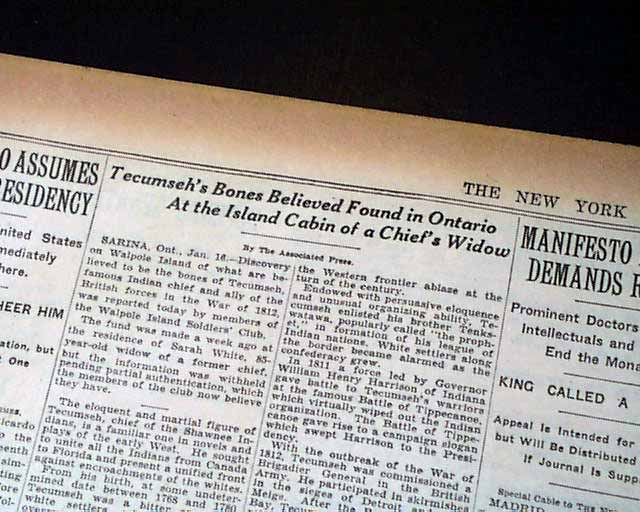 THE NEW YORK
O ASSUMES
RESIDENCY
nited States
mediately
here.
HEER HIM
ation, but
t One
Tecumseh's Bones Believed Found in Ontario
At the Island Cabin of a Chief's Widow
By The Associated Press.
SARINA, Ont., Jan. 16.—Discovery
on Walpole Island of what are be-
lieved to be the bones of Tecumseh,
famous Indian chief and ally of the
British forces in the War of 1812,
was reported today by members of
the Walpole Island Soldiers' Club.
The fund was made a week ago at
the residence of Sarah White, 85-
year-old widow of a former chief,
but the information was withheld
pending partial authentication, which
the members of the club now believe
they have.
The eloquent and martial figure of
Tecumseh, chief of the Shawnee In-
dians, is a familiar one in novels and
plays of the early West. He sought
to unite all the Indians from Canada
to Florida and present a unified front
against encroachments of the whites.
From his birth, at some undeter-
mined date between 1768 and 1780
Tecumseh was a bitter
white settlers
the Western frontier ablaze at the
turn of the century.
Endowed with persuasive eloquence
and unusual organizing ability, Te-
cumseh enlisted his brother Tenks-
watawa, popularly called "the proph-
et," in formation of his league of
Indian nations. White settlers along
the border became alarmed as the
confederacy grew.
In 1811 a force led by Governor
William Henry Harrison of Indiana
gave battle to Tecumseh's warriors
in the famous Battle of Tippecanoe,
which virtually wiped out the Indian
organization. The Battle of Tippe-
canoe gave rise to a campaign slogan
which swept Harrison to the Presi-
dency.
With the outbreak of the War of
1812, Tecumseh was commissioned a
Brigadier General in the British
Army. He participated in skirmishes
in the sieges of Detroit and
Meigs. After the
Bay,
MANIFESTO
DEMANDS R
Prominent Doctors
Intellectuals and
End the Mona
KING CALLED A
Appeal Is Intended for
but Will Be Distributed
if Journal Is Supp
Special Cable to THE NEW
MADRID